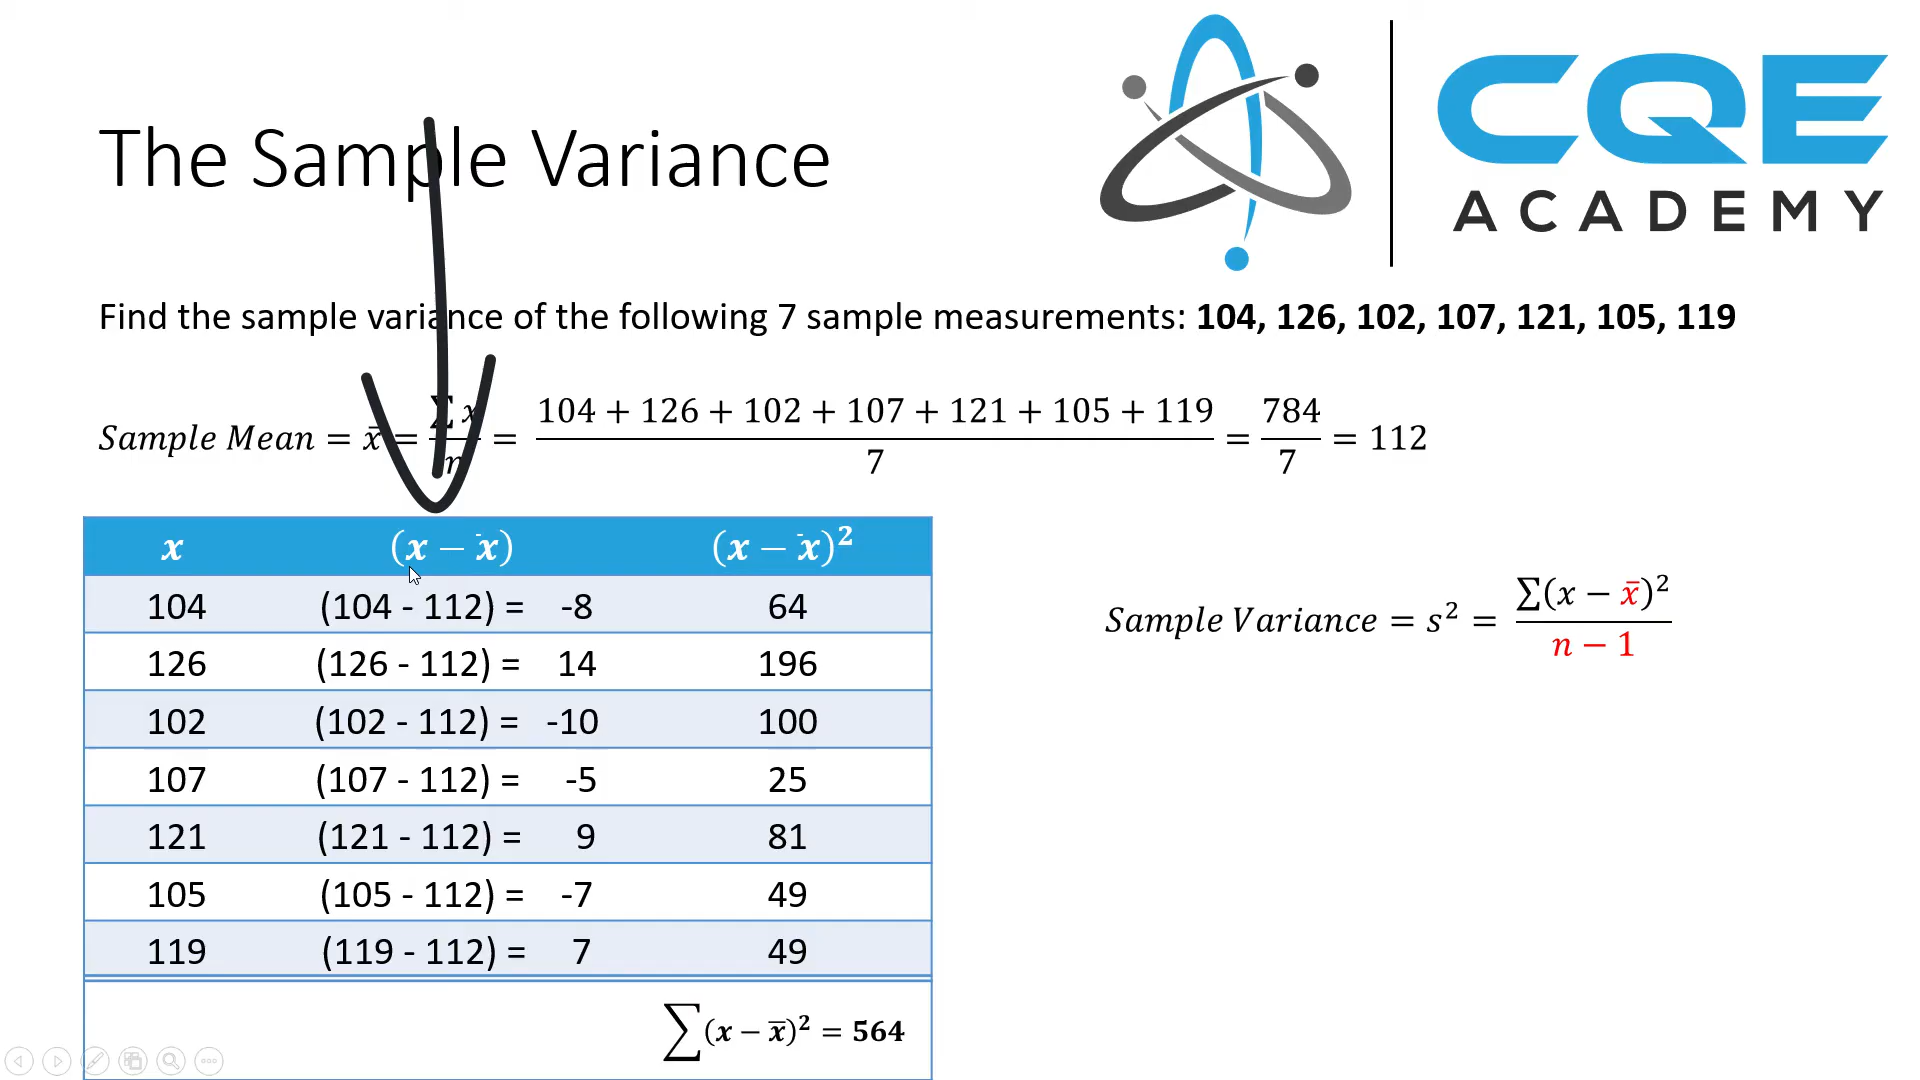 CQE
ACADEMY
The Sample Variance
Find the sample variance of the following 7 sample measurements: 104, 126, 102, 107, 121, 105, 119
Sample Mean = x̄ = ∑ x / n = (104 + 126 + 102 + 107 + 121 + 105 + 119) / 7 = 784 / 7 = 112
x (x − x̄) (x − x̄)²
104 (104 - 112) = -8 64
126 (126 - 112) = 14 196
102 (102 - 112) = -10 100
107 (107 - 112) = -5 25
121 (121 - 112) = 9 81
105 (105 - 112) = -7 49
119 (119 - 112) = 7 49
∑(x − x̄)² = 564
Sample Variance = s² = ∑(x − x̄)² / n − 1